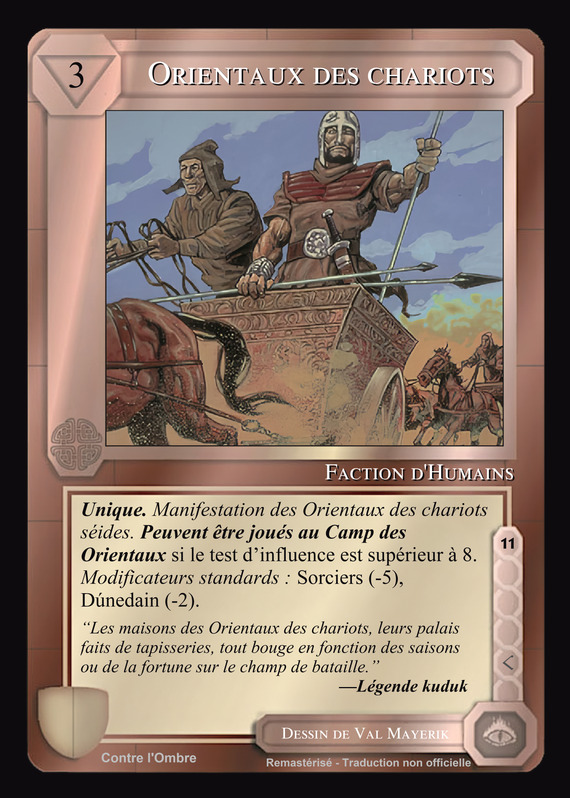 3
Orientaux des chariots
Faction d'Humains
Unique. Manifestation des Orientaux des chariots
séides. Peuvent être joués au Camp des
Orientaux si le test d’influence est supérieur à 8.
Modificateurs standards : Sorciers (-5),
Dúnedain (-2).
“Les maisons des Orientaux des chariots, leurs palais
faits de tapisseries, tout bouge en fonction des saisons
ou de la fortune sur le champ de bataille.”
—Légende kuduk
11
Dessin de Val Mayerik
Contre l'Ombre
Remastérisé - Traduction non officielle